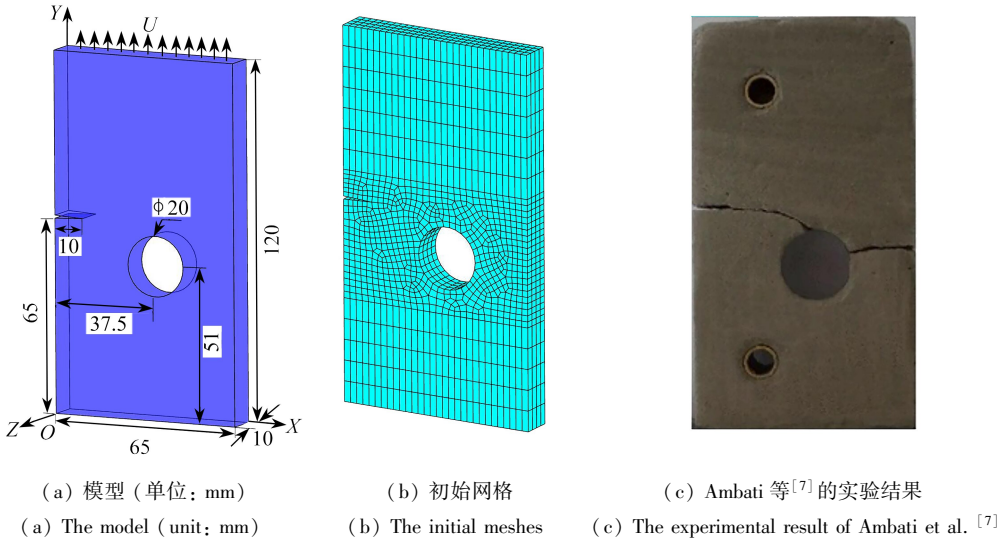 Y
U
ϕ20
10
120
65
37.5
51
Z
O
X
65
10
(a) 模型 (单位: mm)
(b) 初始网格
(c) Ambati 等[7]的实验结果
(a) The model (unit: mm)
(b) The initial meshes
(c) The experimental result of Ambati et al. [7]